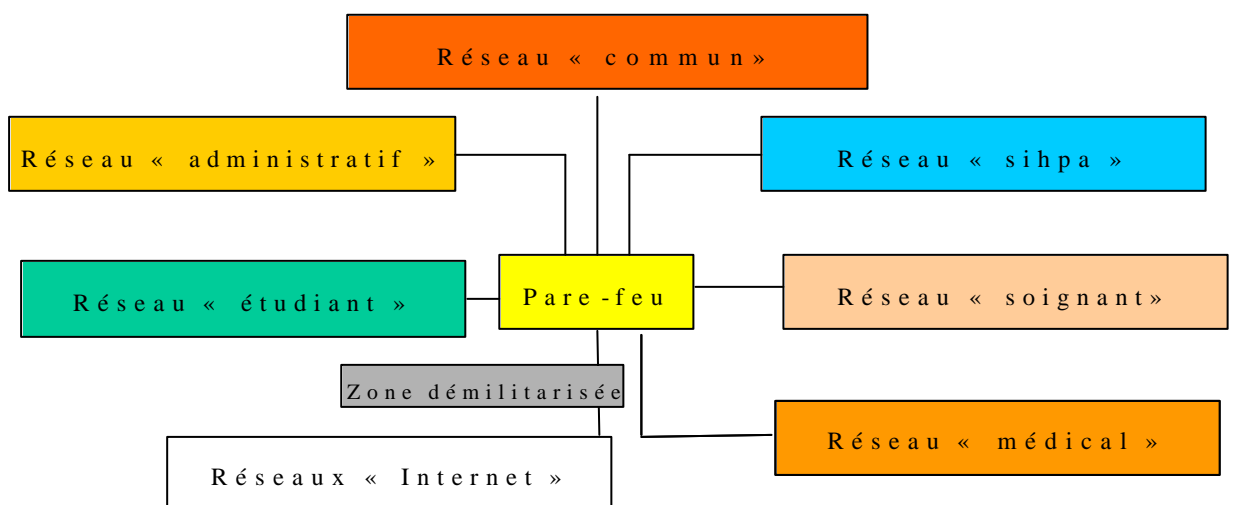 Réseau « commun»
Réseau « administratif »
Réseau « sihpa »
Réseau « étudiant »
Pare-feu
Réseau « soignant»
Zone démilitarisée
Réseau « médical »
Réseaux « Internet »